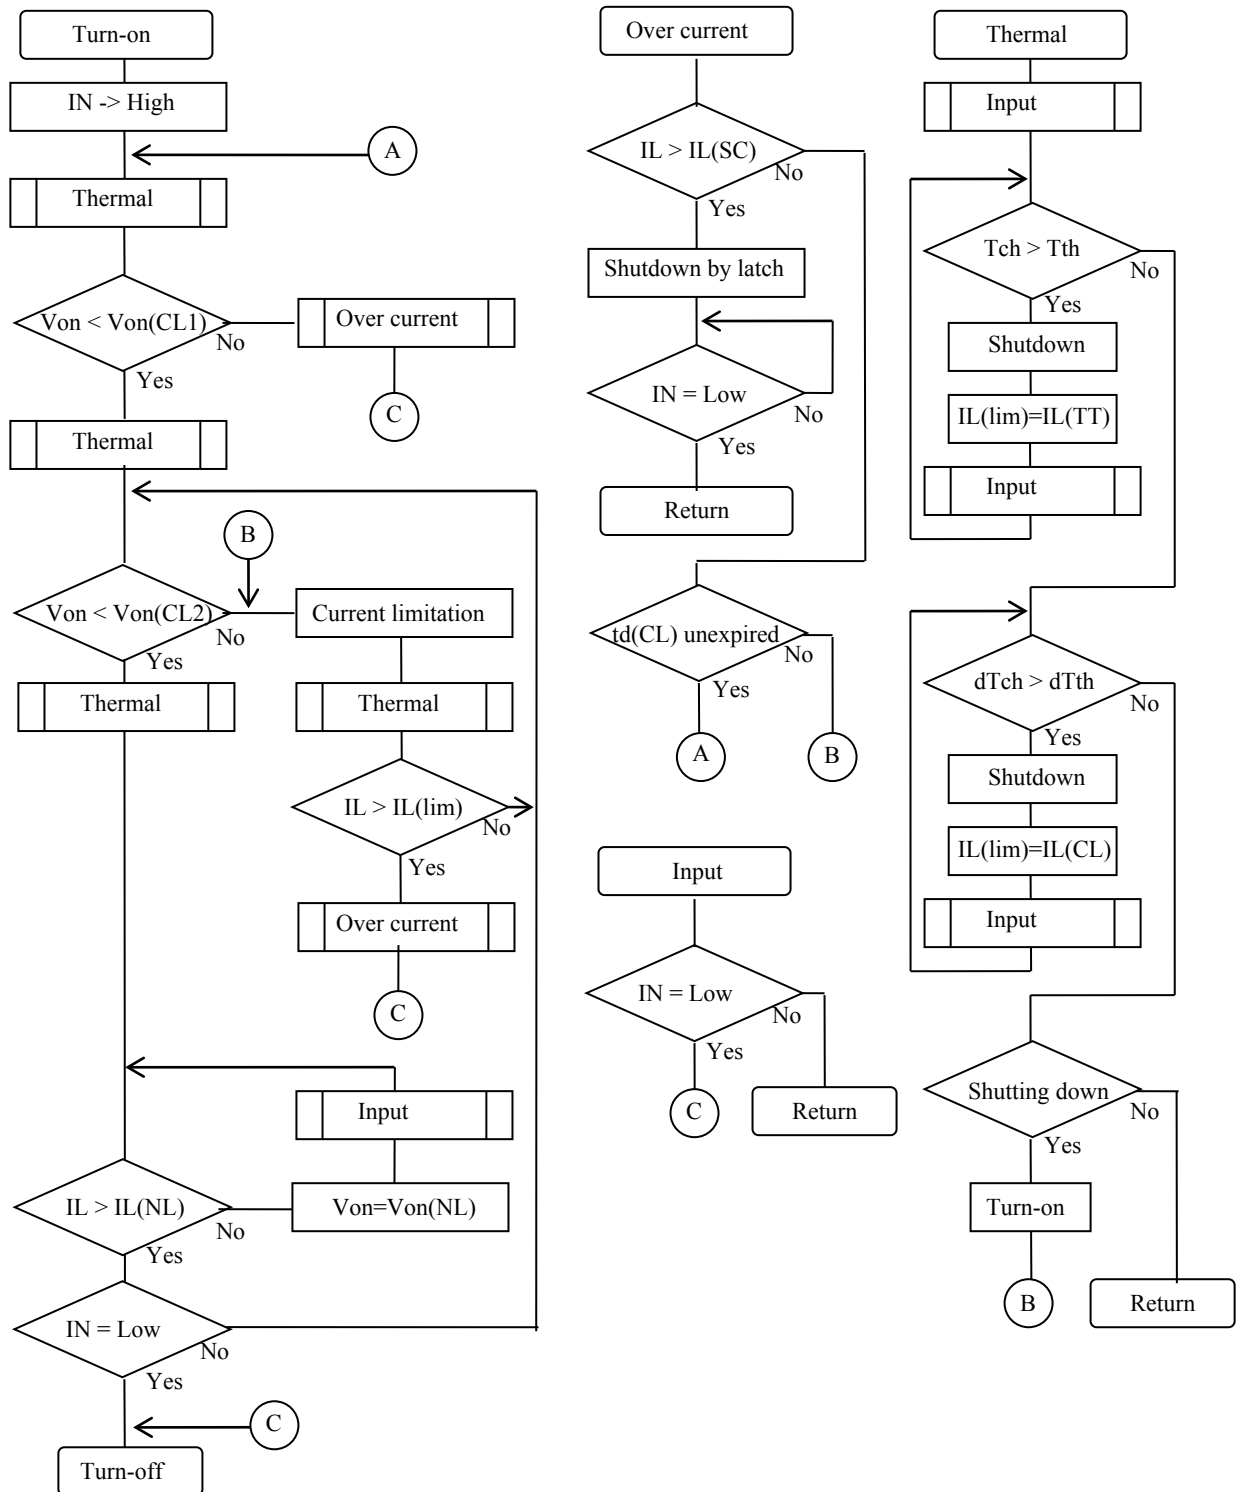 Turn-on
IN -> High
A
Thermal
Von < Von(CL1)
No
Yes
Over current
C
Thermal
B
Von < Von(CL2)
No
Yes
Current limitation
Thermal
Thermal
IL > IL(lim)
No
Yes
Over current
C
Input
Von=Von(NL)
IL > IL(NL)
No
Yes
IN = Low
No
Yes
C
Turn-off
Over current
IL > IL(SC)
No
Yes
Shutdown by latch
IN = Low
No
Yes
Return
td(CL) unexpired
No
Yes
A
B
Input
IN = Low
No
Yes
C
Return
Thermal
Input
Tch > Tth
No
Yes
Shutdown
IL(lim)=IL(TT)
Input
dTch > dTth
No
Yes
Shutdown
IL(lim)=IL(CL)
Input
Shutting down
No
Yes
Turn-on
B
Return